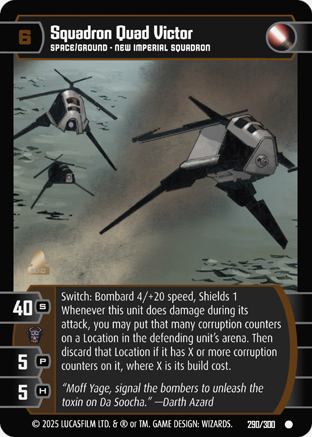 6
Squadron Quad Victor
SPACE/GROUND - NEW IMPERIAL SQUADRON
40 S
5 P
5 H
Switch: Bombard 4/+20 speed, Shields 1
Whenever this unit does damage during its
attack, you may put that many corruption counters
on a Location in the defending unit's arena. Then
discard that Location if it has X or more corruption
counters on it, where X is its build cost.
"Moff Yage, signal the bombers to unleash the
toxin on Da Soocha." —Darth Azard
© 2025 LUCASFILM LTD. & ® or TM. GAME DESIGN: WIZARDS. 290/300